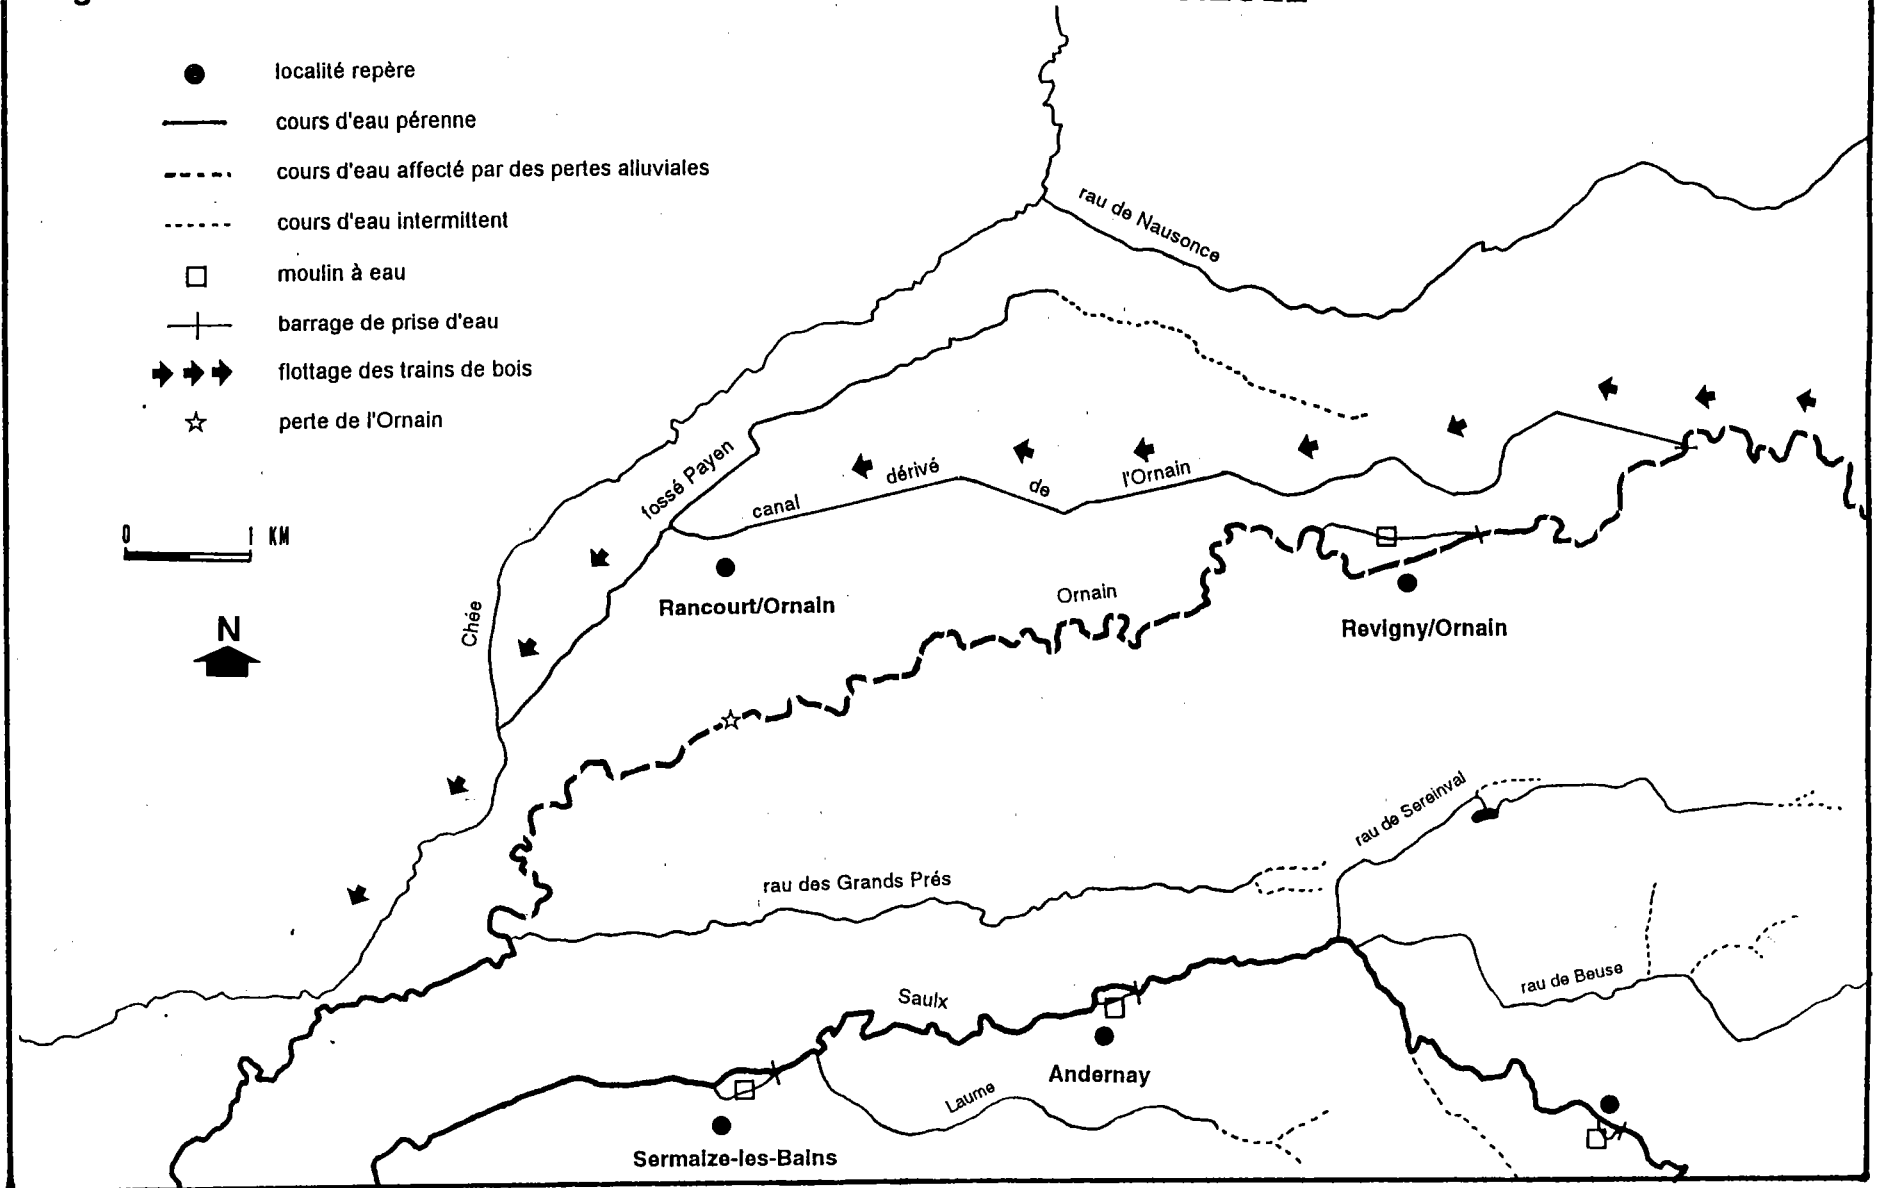 localité repère
cours d'eau pérenne
cours d'eau affecté par des pertes alluviales
cours d'eau intermittent
moulin à eau
barrage de prise d'eau
flottage des trains de bois
perte de l'Ornain
0 1 KM
N
rau de Nausonce
fossé Payen
canal dérivé de l'Ornain
Chée
Rancourt/Ornain
Ornain
Revigny/Ornain
rau de Sereinval
rau des Grands Prés
rau de Beuse
Saulx
Andernay
Laume
Sermaize-les-Bains